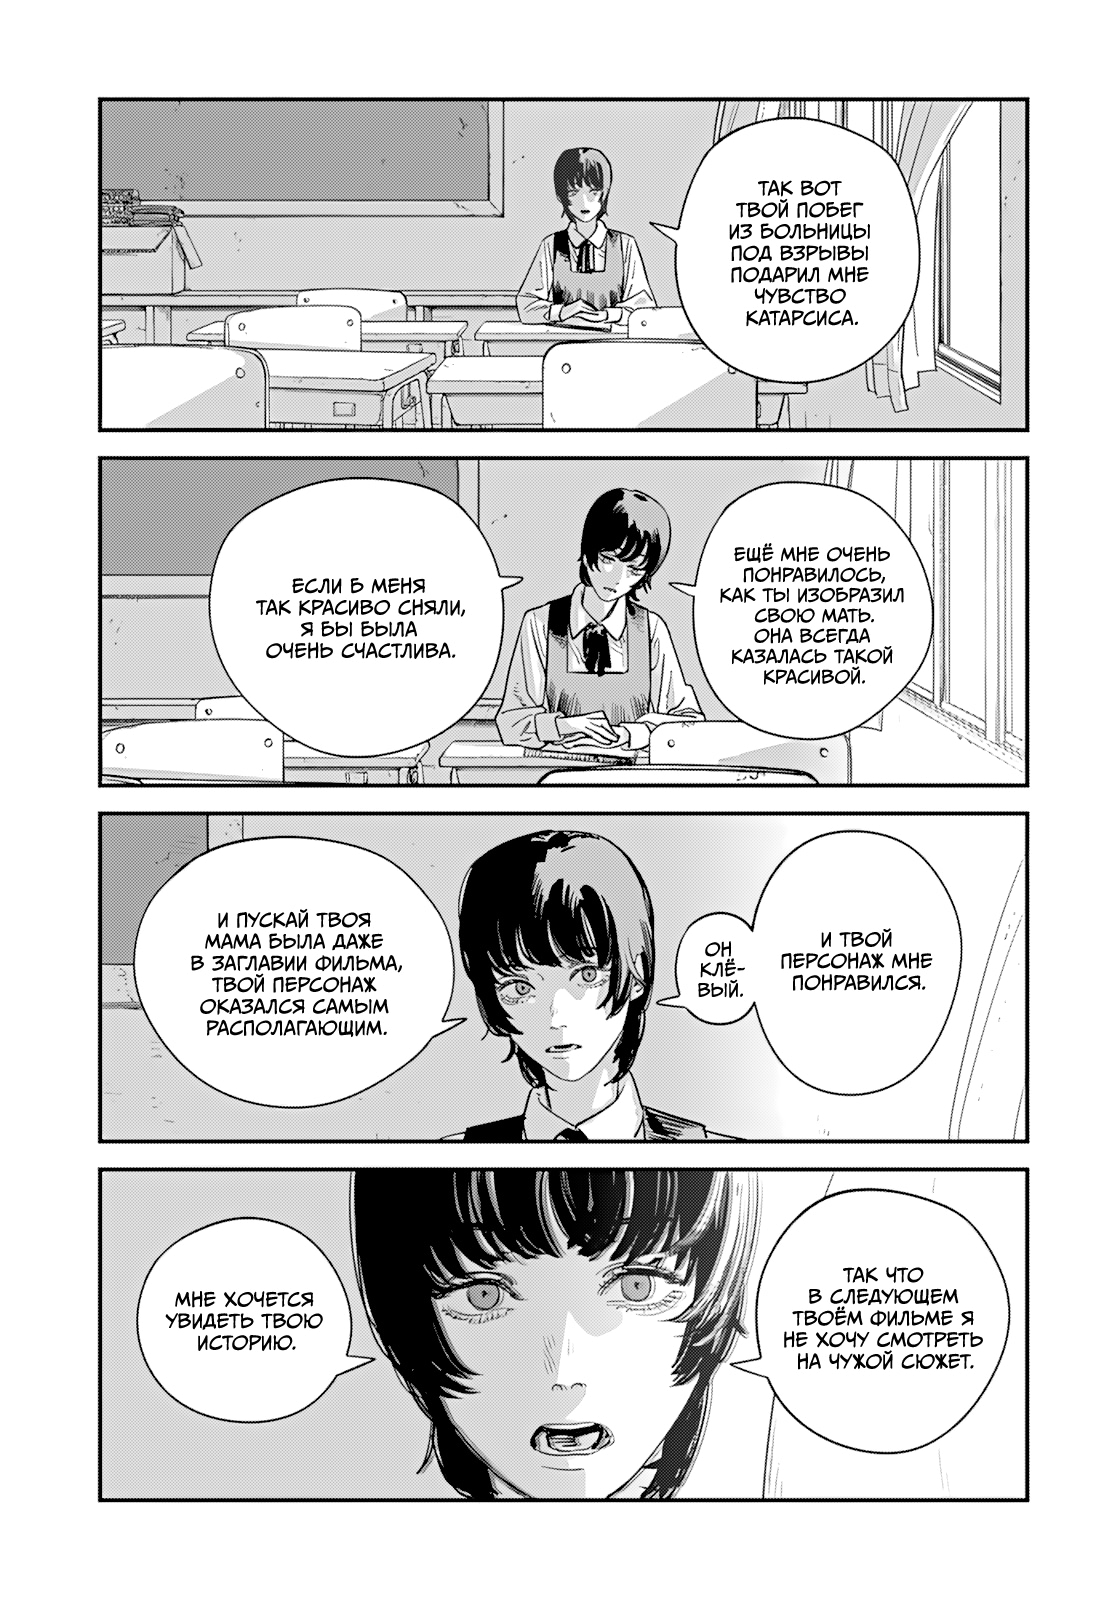 ТАК ВОТ
ТВОЙ ПОБЕГ
ИЗ БОЛЬНИЦЫ
ПОД ВЗРЫВЫ
ПОДАРИЛ МНЕ
ЧУВСТВО
КАТАРСИСА.
ЕЩЁ МНЕ ОЧЕНЬ
ПОНРАВИЛОСЬ,
КАК ТЫ ИЗОБРАЗИЛ
СВОЮ МАТЬ.
ОНА ВСЕГДА
КАЗАЛАСЬ ТАКОЙ
КРАСИВОЙ.
ЕСЛИ Б МЕНЯ
ТАК КРАСИВО СНЯЛИ,
Я БЫ БЫЛА
ОЧЕНЬ СЧАСТЛИВА.
И ТВОЙ
ПЕРСОНАЖ МНЕ
ПОНРАВИЛСЯ.
ОН
КЛЁ-
ВЫЙ.
И ПУСКАЙ ТВОЯ
МАМА БЫЛА ДАЖЕ
В ЗАГЛАВИИ ФИЛЬМА,
ТВОЙ ПЕРСОНАЖ
ОКАЗАЛСЯ САМЫМ
РАСПОЛАГАЮЩИМ.
ТАК ЧТО
В СЛЕДУЮЩЕМ
ТВОЁМ ФИЛЬМЕ Я
НЕ ХОЧУ СМОТРЕТЬ
НА ЧУЖОЙ СЮЖЕТ.
МНЕ ХОЧЕТСЯ
УВИДЕТЬ ТВОЮ
ИСТОРИЮ.